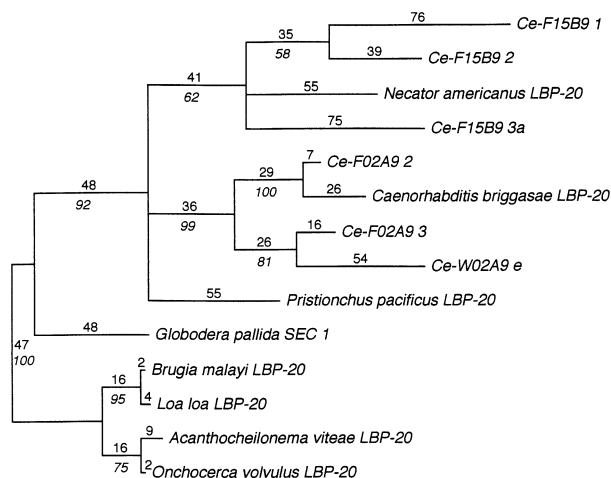 76
Ce-F15B9 1
35
58
39
Ce-F15B9 2
41
62
55
Necator americanus LBP-20
75
Ce-F15B9 3a
7
Ce-F02A9 2
29
100
26
Caenorhabditis briggasae LBP-20
48
92
36
99
16
Ce-F02A9 3
26
81
54
Ce-W02A9 e
55
Pristionchus pacificus LBP-20
48
Globodera pallida SEC 1
47
100
2
Brugia malayi LBP-20
16
95
4
Loa loa LBP-20
9
Acanthocheilonema viteae LBP-20
16
75
2
Onchocerca volvulus LBP-20